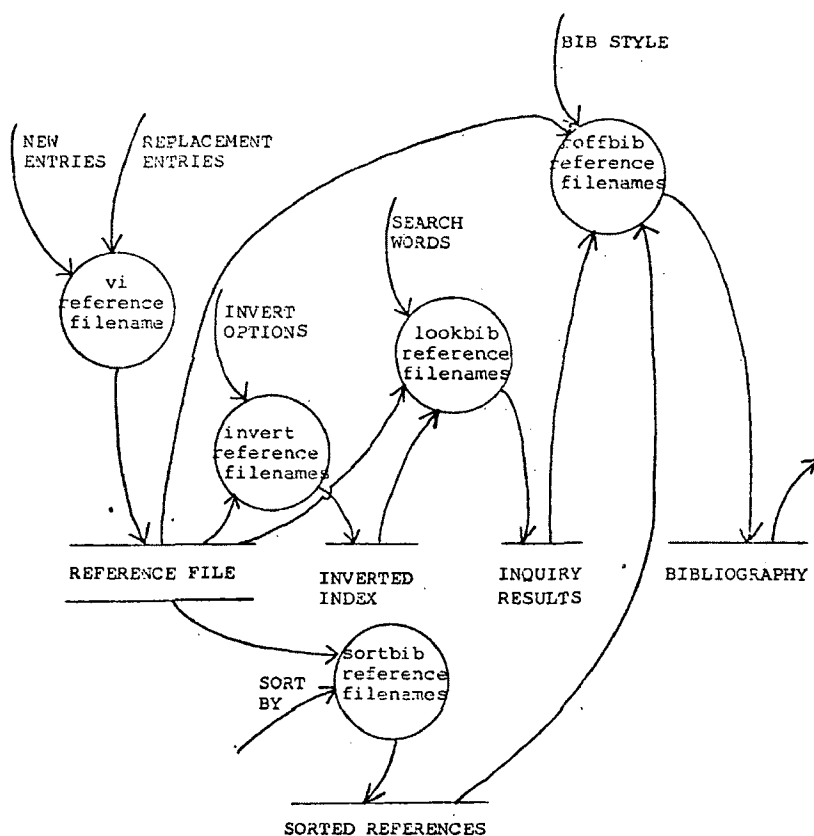 BIB STYLE
roffbib
reference
filenames
NEW
ENTRIES
REPLACEMENT
ENTRIES
SEARCH
WORDS
vi
reference
filename
INVERT
OPTIONS
lookbib
reference
filenames
invert
reference
filenames
REFERENCE FILE
INVERTED
INDEX
INQUIRY
RESULTS
BIBLIOGRAPHY
sortbib
reference
filenames
SORT
BY
SORTED REFERENCES